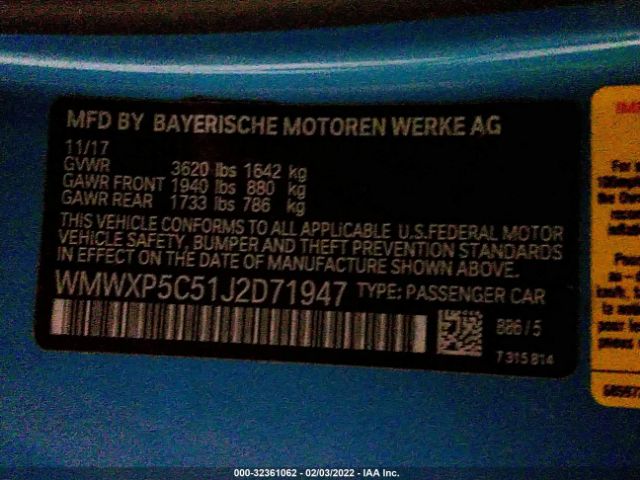 MFD BY BAYERISCHE MOTOREN WERKE AG
11/17
GVWR 3620 lbs 1642 kg
GAWR FRONT 1940 lbs 880 kg
GAWR REAR 1733 lbs 786 kg
THIS VEHICLE CONFORMS TO ALL APPLICABLE U.S.FEDERAL MOTOR
VEHICLE SAFETY, BUMPER AND THEFT PREVENTION STANDARDS
IN EFFECT ON THE DATE OF MANUFACTURE SHOWN ABOVE.
WMWXP5C51J2D71947 TYPE: PASSENGER CAR
886/5
7315814
000-32361062 - 02/03/2022 - IAA Inc.